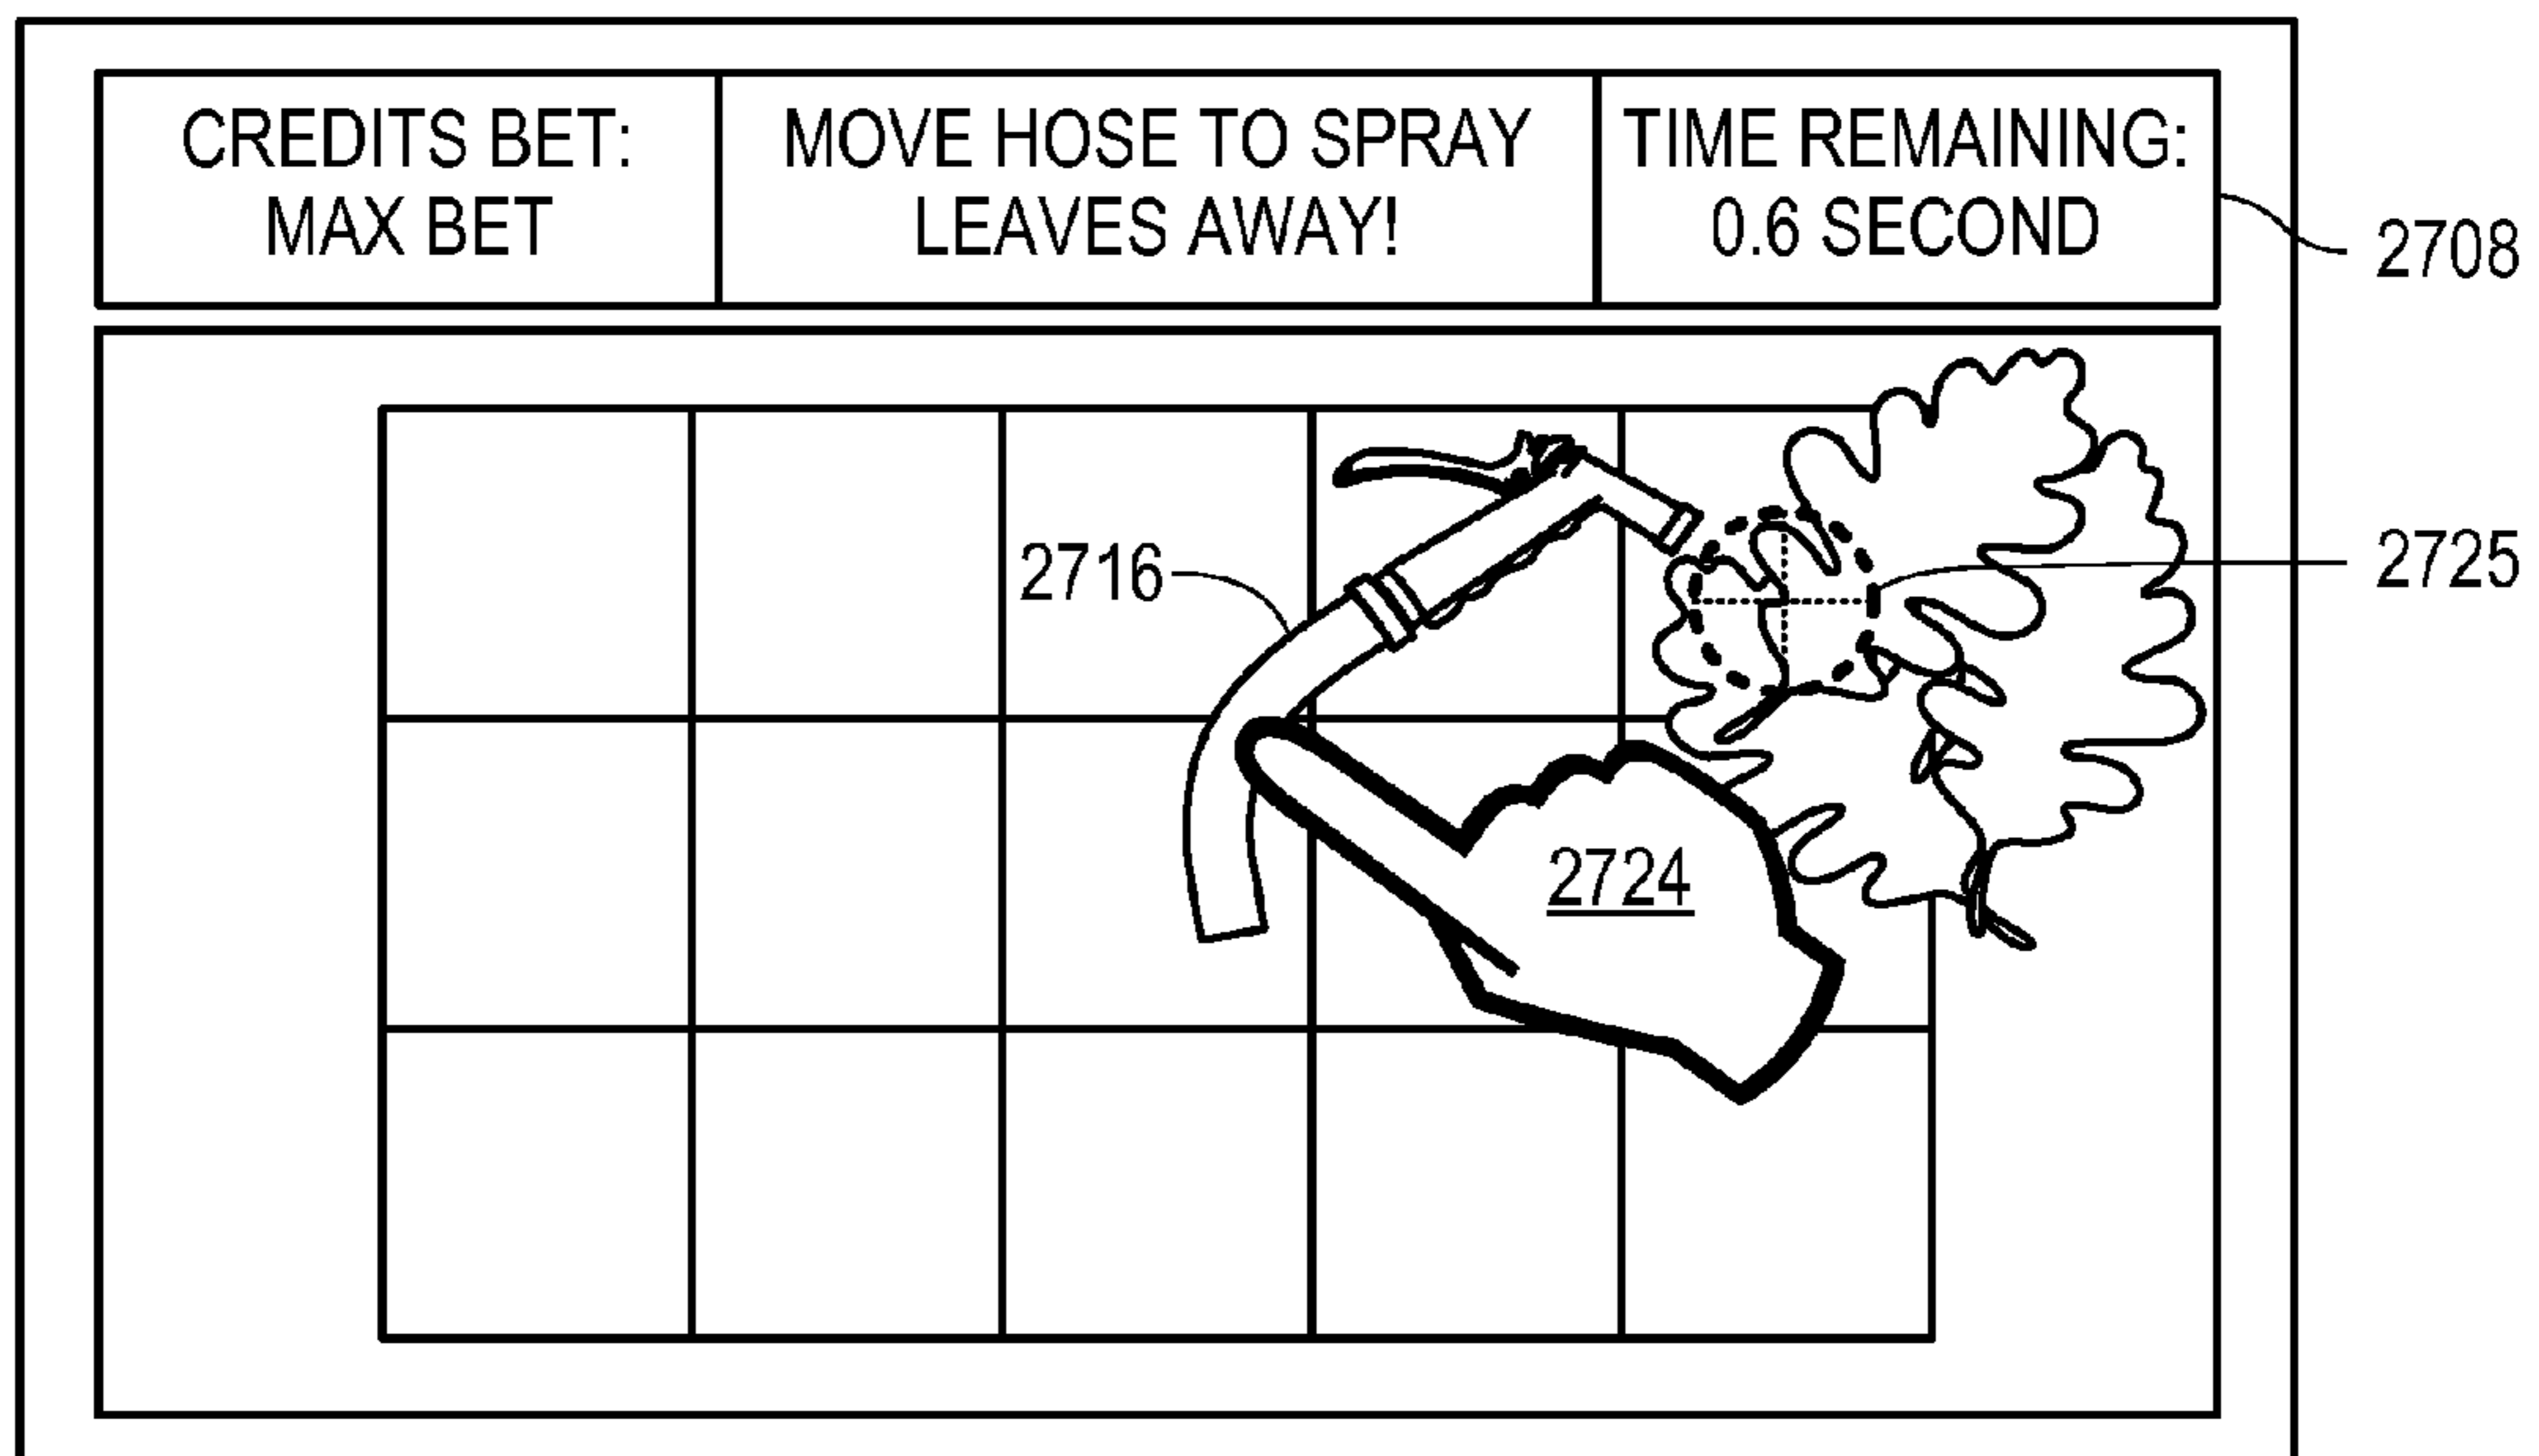 CREDITS BET:
MAX BET
MOVE HOSE TO SPRAY
LEAVES AWAY!
TIME REMAINING:
0.6 SECOND
2708
2716
2725
2724